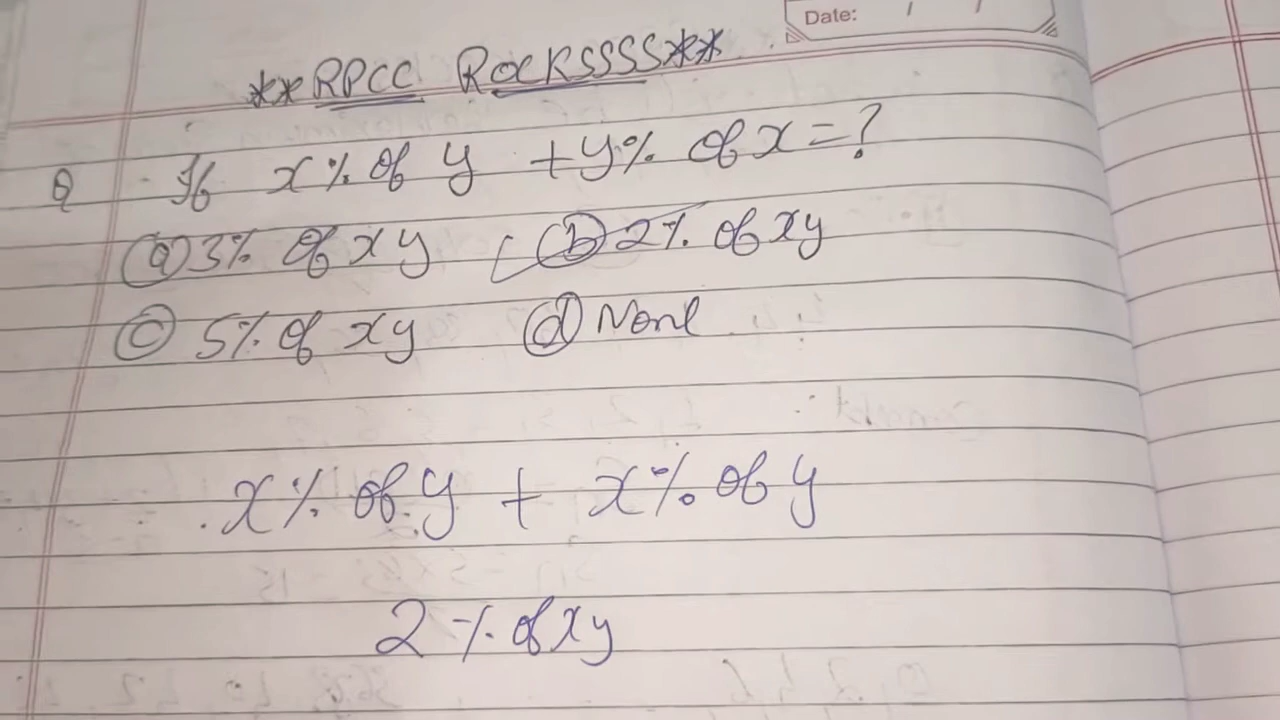 Date: / /
**RPCC ROCKSSSS**
Q If x% of y + y% of x = ?
(a) 3% of xy (b) 2% of xy
(c) 5% of xy (d) None
x% of y + x% of y
2% of xy